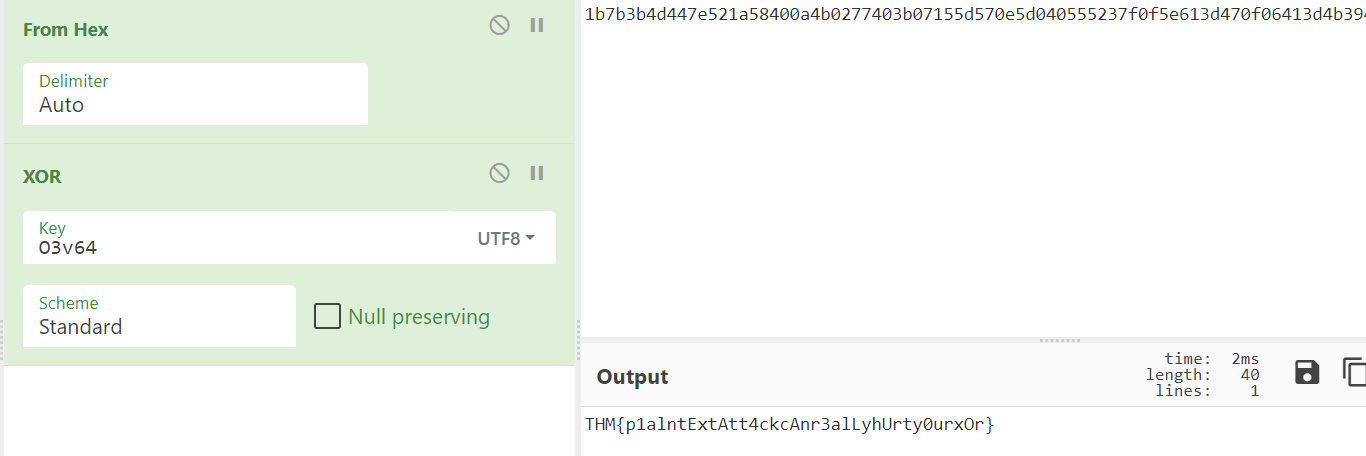 From Hex
Delimiter
Auto
XOR
Key
O3v64
UTF8
Scheme
Standard
Null preserving
1b7b3b4d447e521a58400a4b0277403b07155d570e5d040555237f0f5e613d470f06413d4b394
Output
time: 2ms
length: 40
lines: 1
THM{p1alntExtAtt4ckcAnr3alLyhUrty0urxOr}